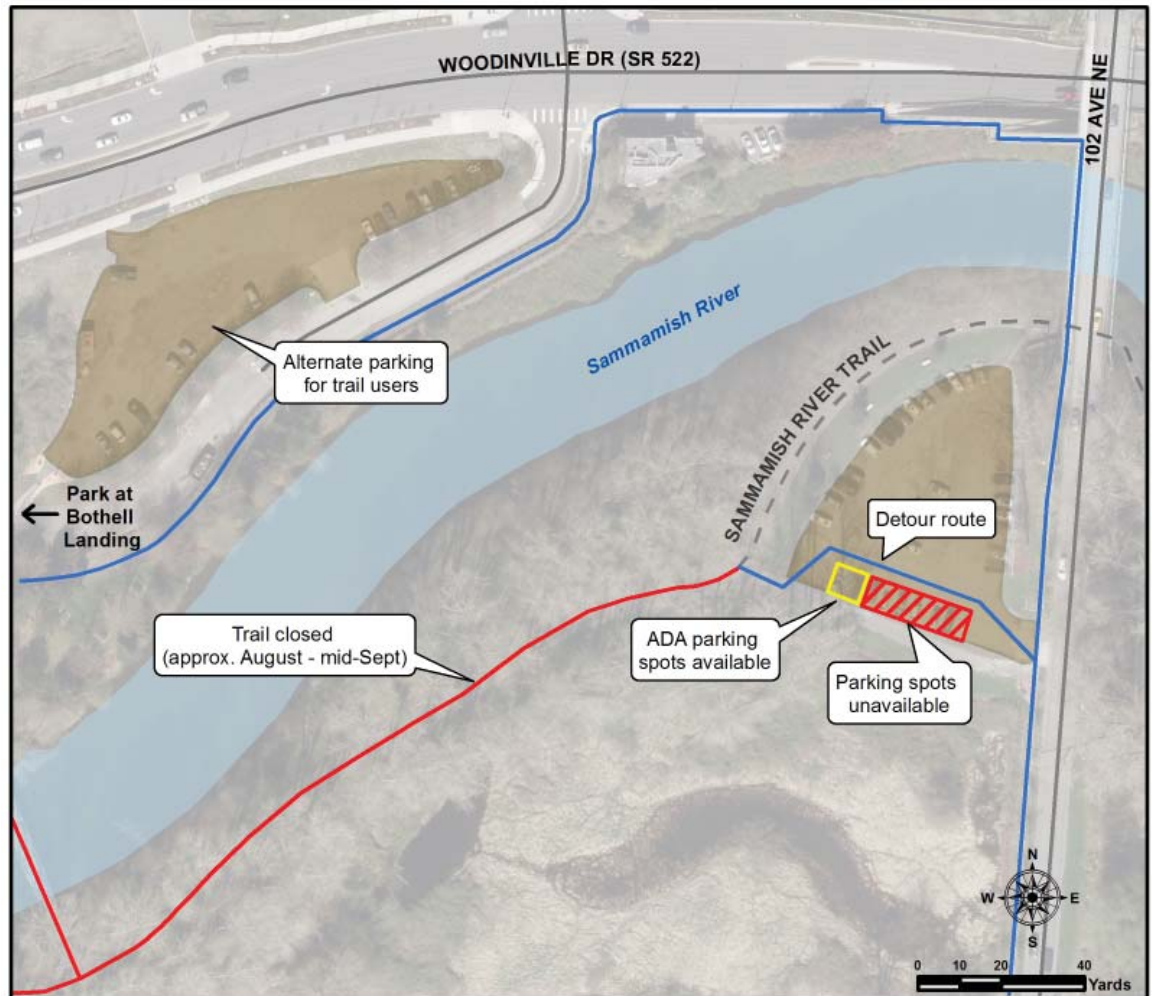 WOODINVILLE DR (SR 522)
102 AVE NE
Sammamish River
Alternate parking
for trail users
SAMMAMISH RIVER TRAIL
Park at
Bothell
Landing
Detour route
Trail closed
(approx. August - mid-Sept)
ADA parking
spots available
Parking spots
unavailable
N
W E
S
0 10 20 40
Yards